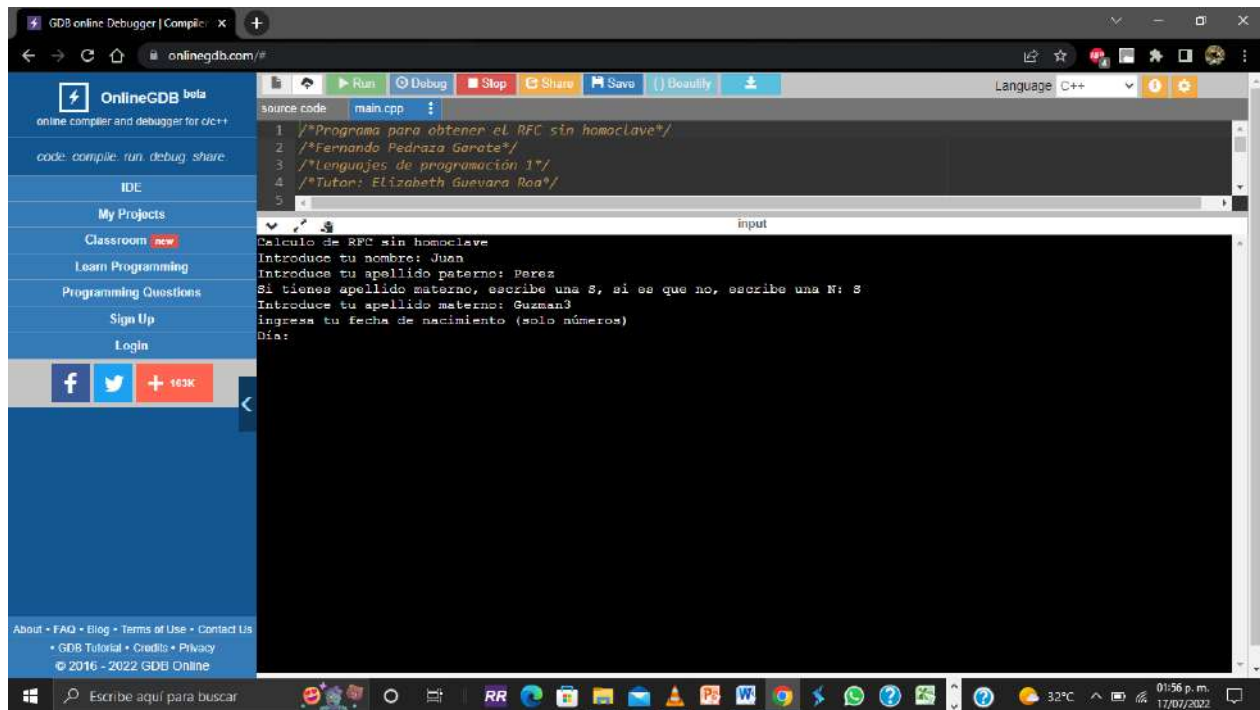 GDB online Debugger | Compiler
onlinegdb.com/#
OnlineGDB beta
online compiler and debugger for c/c++
code. compile. run. debug. share.
IDE
My Projects
Classroom new
Learn Programming
Programming Questions
Sign Up
Login
163K
About • FAQ • Blog • Terms of Use • Contact Us
• GDB Tutorial • Credits • Privacy
© 2016 - 2022 GDB Online
Run Debug Stop Share Save {} Beautify
Language C++
source code main.cpp
1 /*Programa para obtener el RFC sin homoclave*/
2 /*Fernando Pedraza Garate*/
3 /*Lenguajes de programación 1*/
4 /*Tutor: Elizabeth Guevara Roa*/
5
input
Calculo de RFC sin homoclave
Introduce tu nombre: Juan
Introduce tu apellido paterno: Perez
Si tienes apellido materno, escribe una S, si es que no, escribe una N: S
Introduce tu apellido materno: Guzman3
ingresa tu fecha de nacimiento (solo números)
Día:
Escribe aquí para buscar
RR
32°C
01:56 p. m.
17/07/2022